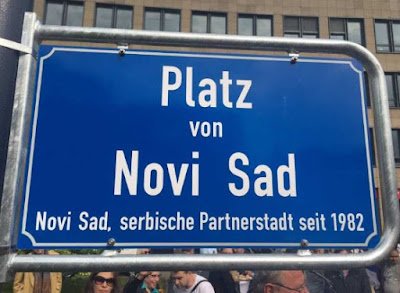 Platz
von
Novi Sad
Novi Sad, serbische Partnerstadt seit 1982